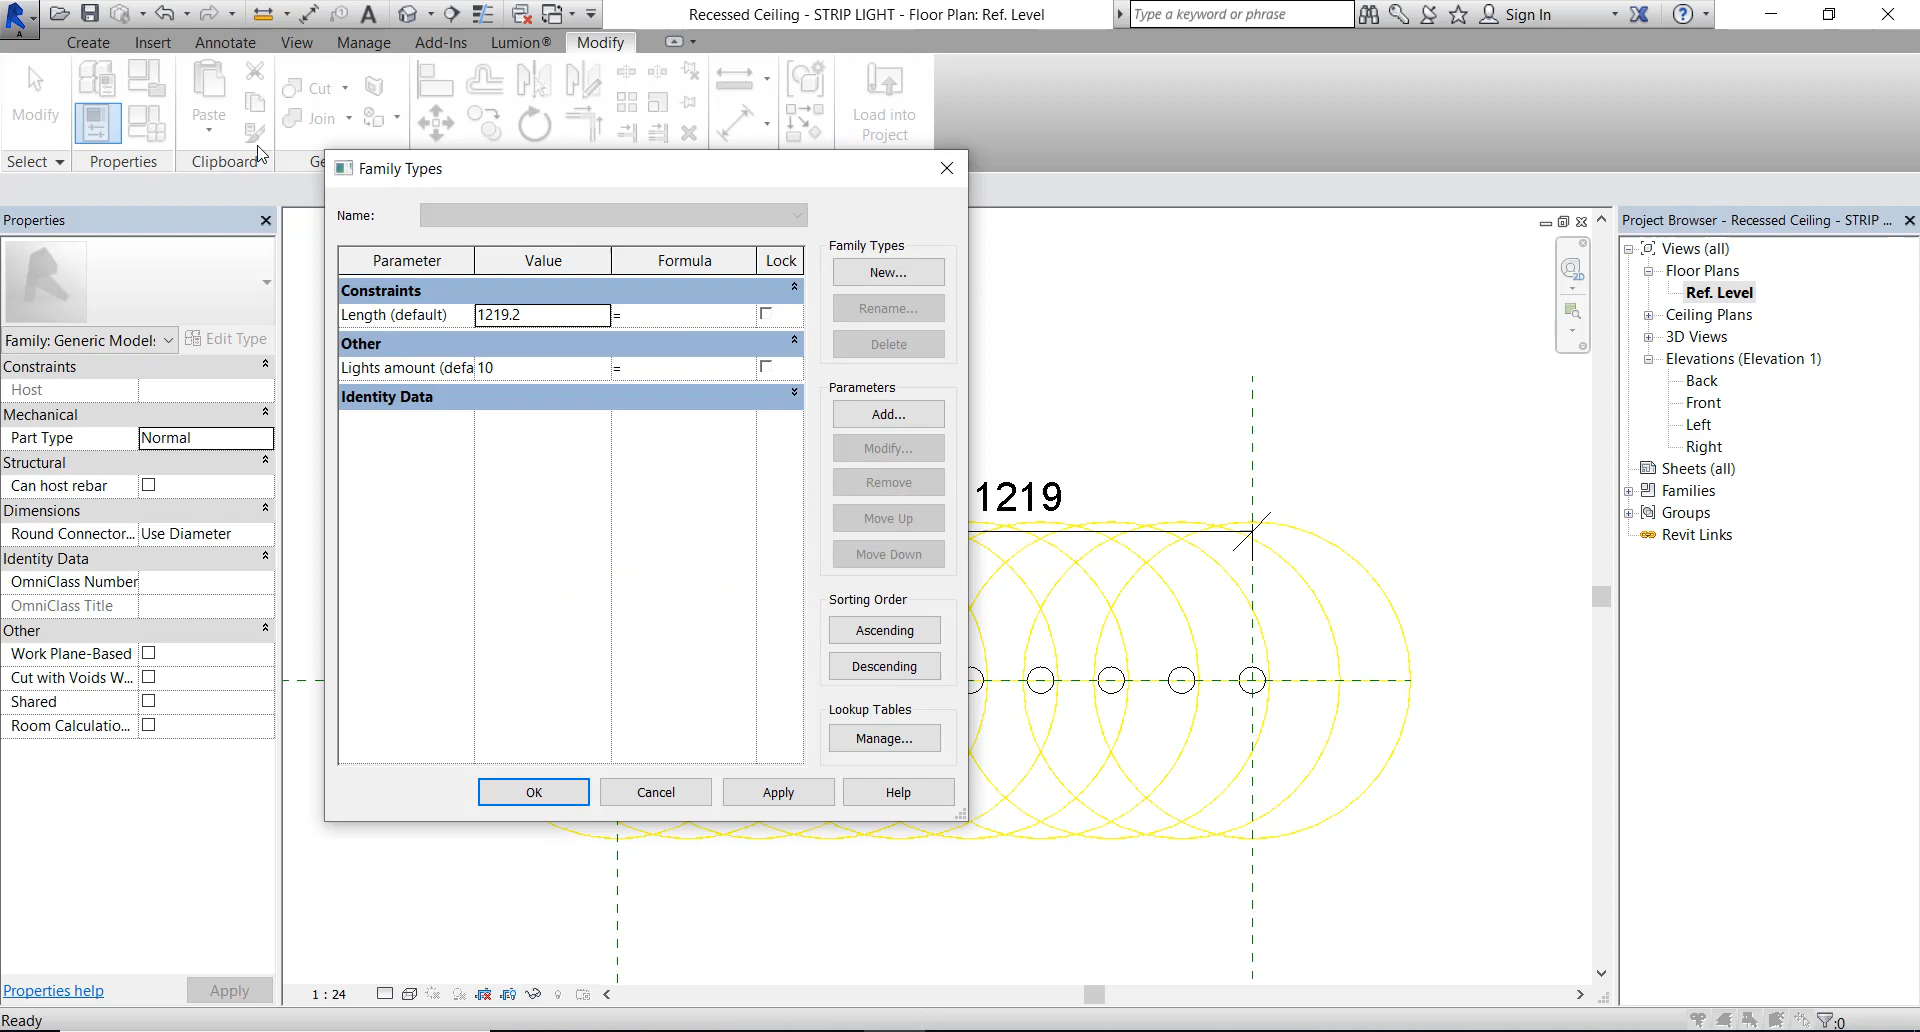 Recessed Ceiling - STRIP LIGHT - Floor Plan: Ref. Level
Type a keyword or phrase
Sign In
Create Insert Annotate View Manage Add-Ins Lumion® Modify
Modify
Paste
Cut
Join
Load into
Project
Select Properties Clipboard Ge
Properties
Family: Generic Models
Edit Type
Constraints
Host
Mechanical
Part Type Normal
Structural
Can host rebar
Dimensions
Round Connector... Use Diameter
Identity Data
OmniClass Number
OmniClass Title
Other
Work Plane-Based
Cut with Voids W...
Shared
Room Calculatio...
Properties help
Apply
Ready
Family Types
Name:
Parameter Value Formula Lock
Constraints
Length (default) 1219.2 =
Other
Lights amount (defa 10 =
Identity Data
Family Types
New...
Rename...
Delete
Parameters
Add...
Modify...
Remove
Move Up
Move Down
Sorting Order
Ascending
Descending
Lookup Tables
Manage...
OK Cancel Apply Help
1219
2D
1 : 24
Project Browser - Recessed Ceiling - STRIP ...
Views (all)
Floor Plans
Ref. Level
Ceiling Plans
3D Views
Elevations (Elevation 1)
Back
Front
Left
Right
Sheets (all)
Families
Groups
Revit Links
:0